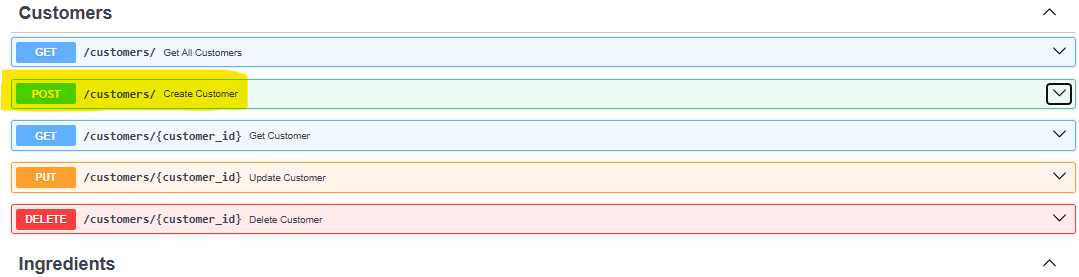 Customers
GET /customers/ Get All Customers
POST /customers/ Create Customer
GET /customers/{customer_id} Get Customer
PUT /customers/{customer_id} Update Customer
DELETE /customers/{customer_id} Delete Customer
Ingredients